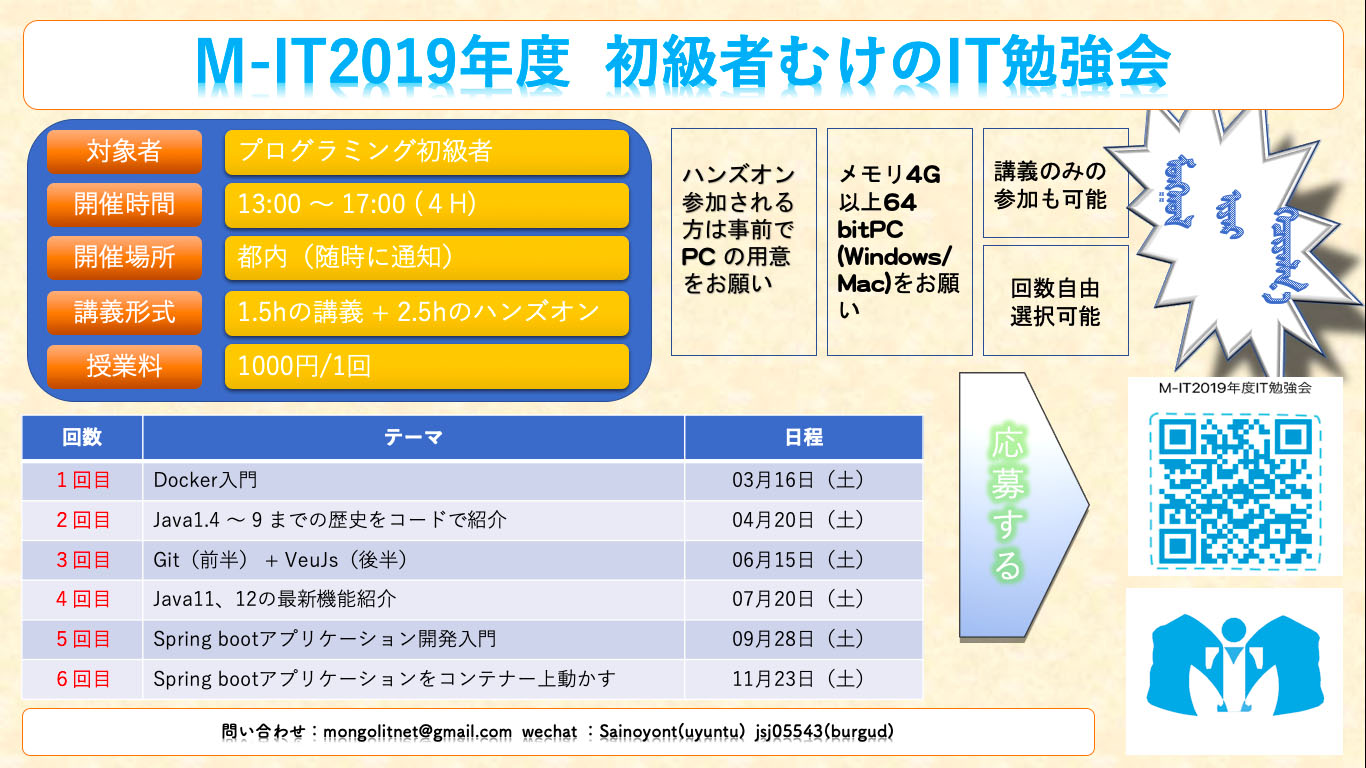 M-IT2019年度 初級者むけのIT勉強会
対象者 プログラミング初級者
開催時間 13:00 ～ 17:00 ( 4 H)
開催場所 都内（随時に通知）
講義形式 1.5hの講義 + 2.5hのハンズオン
授業料 1000円/1回
ハンズオン
参加される
方は事前で
PC の用意
をお願い
メモリ4G
以上64
bitPC
(Windows/
Mac)をお願
い
講義のみの
参加も可能
回数自由
選択可能
回数 テーマ 日程
1 回目 Docker入門 03月16日（土）
2 回目 Java1.4 ～ 9 までの歴史をコードで紹介 04月20日（土）
3 回目 Git（前半） + VeuJs（後半） 06月15日（土）
4 回目 Java11、12の最新機能紹介 07月20日（土）
5 回目 Spring bootアプリケーション開発入門 09月28日（土）
6 回目 Spring bootアプリケーションをコンテナー上動かす 11月23日（土）
応募する
M-IT2019年度IT勉強会
問い合わせ：mongolitnet@gmail.com wechat ：Sainoyont(uyuntu) jsj05543(burgud)